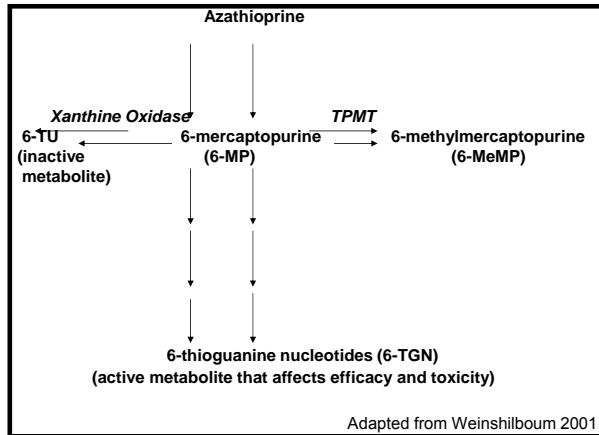 Azathioprine
Xanthine Oxidase
TPMT
6-TU
(inactive
metabolite)
6-mercaptopurine
(6-MP)
6-methylmercaptopurine
(6-MeMP)
6-thioguanine nucleotides (6-TGN)
(active metabolite that affects efficacy and toxicity)
Adapted from Weinshilboum 2001